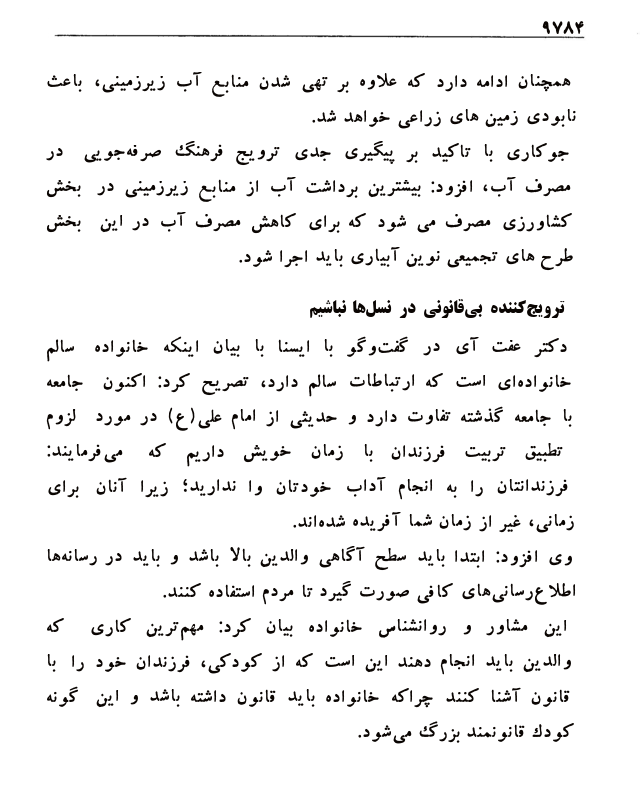 ۹۷۸۴
همچنان ادامه دارد که علاوه بر تهی شدن منابع آب زیرزمینی، باعث
نابودی زمین های زراعی خواهد شد.
جوکاری با تاکید بر پیگیری جدی ترویج فرهنگ صرفه‌جویی در
مصرف آب، افزود: بیشترین برداشت آب از منابع زیرزمینی در بخش
کشاورزی مصرف می شود که برای کاهش مصرف آب در این بخش
طرح های تجمیعی نوین آبیاری باید اجرا شود.
ترویج‌کننده بی‌قانونی در نسل‌ها نباشیم
دکتر عفت آی در گفت‌وگو با ایسنا با بیان اینکه خانواده سالم
خانواده‌ای است که ارتباطات سالم دارد، تصریح کرد: اکنون جامعه
با جامعه گذشته تفاوت دارد و حدیثی از امام علی(ع) در مورد لزوم
تطبیق تربیت فرزندان با زمان خویش داریم که می‌فرمایند:
فرزندانتان را به انجام آداب خودتان وا ندارید؛ زیرا آنان برای
زمانی، غیر از زمان شما آفریده شده‌اند.
وی افزود: ابتدا باید سطح آگاهی والدین بالا باشد و باید در رسانه‌ها
اطلاع‌رسانی‌های کافی صورت گیرد تا مردم استفاده کنند.
این مشاور و روانشناس خانواده بیان کرد: مهم‌ترین کاری که
والدین باید انجام دهند این است که از کودکی، فرزندان خود را با
قانون آشنا کنند چراکه خانواده باید قانون داشته باشد و این گونه
کودك قانونمند بزرگ می‌شود.